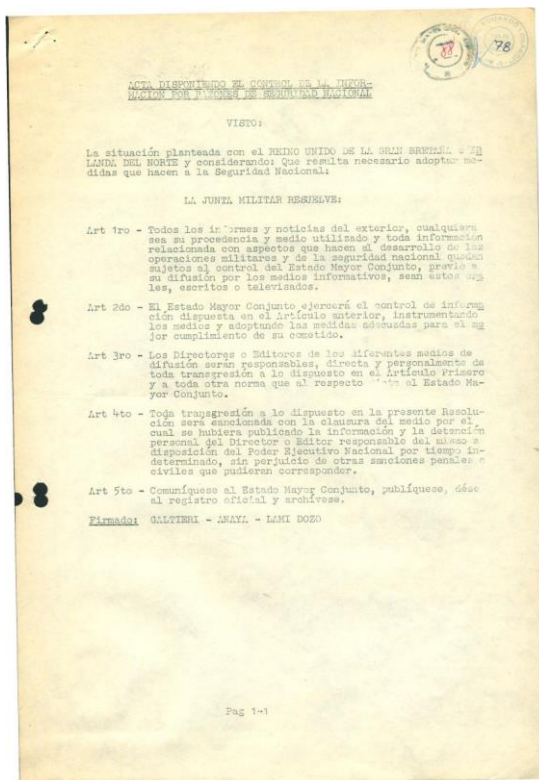 88
78
ACTA DISPONIENDO EL CONTROL DE LA INFOR-
MACION POR RAZONES DE SEGURIDAD NACIONAL
VISTO:
La situación planteada con el REINO UNIDO DE LA GRAN BRETAÑA E IR
LANDA DEL NORTE y considerando: Que resulta necesario adoptar me-
didas que hacen a la Seguridad Nacional:
LA JUNTA MILITAR RESUELVE:
Art 1ro - Todos los informes y noticias del exterior, cualquiera
sea su procedencia y medio utilizado y toda información
relacionada con aspectos que hacen al desarrollo de las
operaciones militares y de la seguridad nacional quedan
sujetos al control del Estado Mayor Conjunto, previo a
su difusión por los medios informativos, sean estos ora
les, escritos o televisados.
Art 2do - El Estado Mayor Conjunto ejercerá el control de informa
ción dispuesta en el Artículo anterior, instrumentando
los medios y adoptando las medidas adecuadas para el me
jor cumplimiento de su cometido.
Art 3ro - Los Directores o Editores de los diferentes medios de
difusión serán responsables, directa y personalmente de
toda transgresión a lo dispuesto en el Artículo Primero
y a toda otra norma que al respecto dicte el Estado Ma-
yor Conjunto.
Art 4to - Toda transgresión a lo dispuesto en la presente Resolu-
ción será sancionada con la clausura del medio por el
cual se hubiera publicado la información y la detención
personal del Director o Editor responsable del mismo a
disposición del Poder Ejecutivo Nacional por tiempo in-
determinado, sin perjuicio de otras sanciones penales o
civiles que pudieran corresponder.
Art 5to - Comuníquese al Estado Mayor Conjunto, publíquese, dése
al registro oficial y archívese.
Firmado: GALTIERI - ANAYA - LAMI DOZO
Pag 1-1